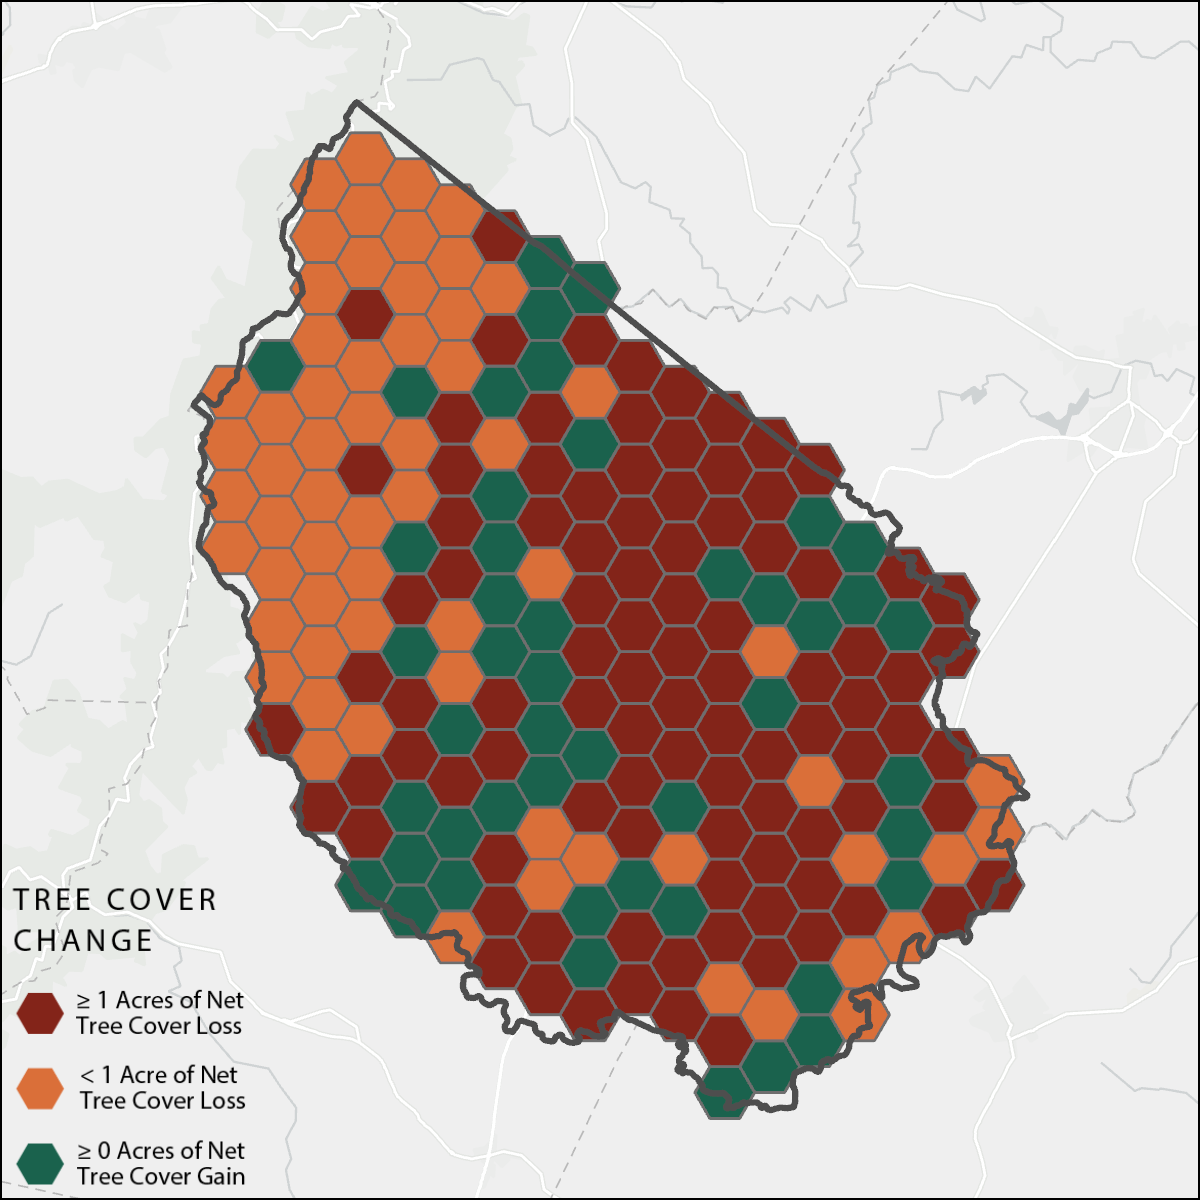 TREE COVER
CHANGE
≥ 1 Acres of Net
Tree Cover Loss
< 1 Acre of Net
Tree Cover Loss
≥ 0 Acres of Net
Tree Cover Gain